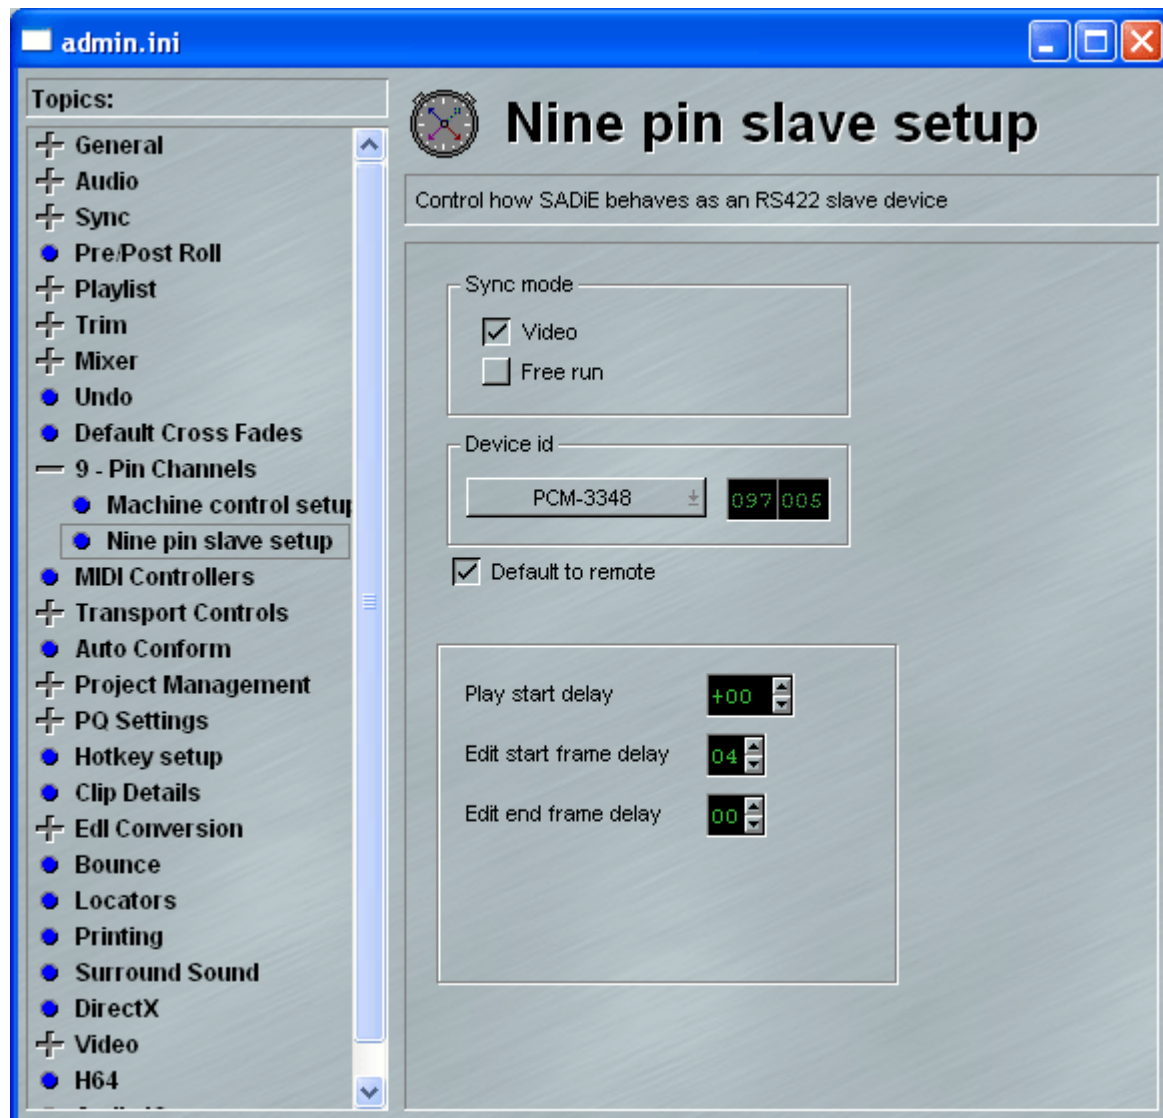 admin.ini
Topics:
General
Audio
Sync
Pre/Post Roll
Playlist
Trim
Mixer
Undo
Default Cross Fades
9 - Pin Channels
Machine control setup
Nine pin slave setup
MIDI Controllers
Transport Controls
Auto Conform
Project Management
PQ Settings
Hotkey setup
Clip Details
Edl Conversion
Bounce
Locators
Printing
Surround Sound
DirectX
Video
H64
Nine pin slave setup
Control how SADiE behaves as an RS422 slave device
Sync mode
Video
Free run
Device id
PCM-3348 097 005
Default to remote
Play start delay +00
Edit start frame delay 04
Edit end frame delay 00